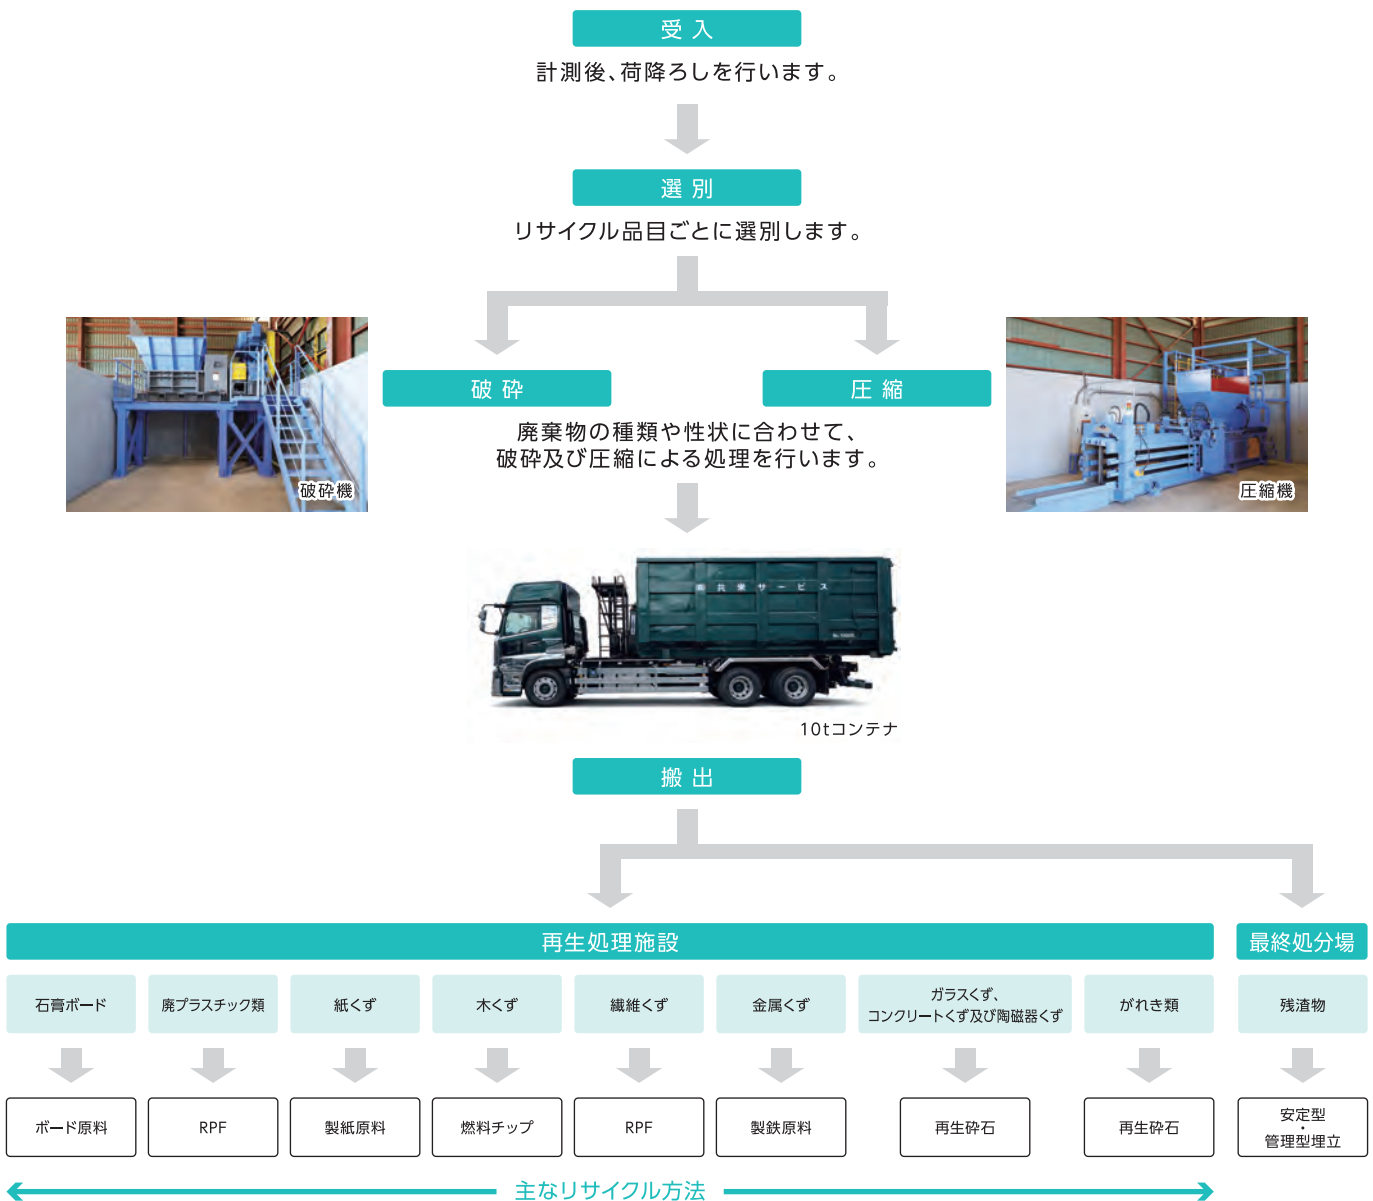 受入
計測後、荷降ろしを行います。
選別
リサイクル品目ごとに選別します。
破砕
圧縮
破砕機
圧縮機
廃棄物の種類や性状に合わせて、
破砕及び圧縮による処理を行います。
共栄サービス
10tコンテナ
搬出
再生処理施設
最終処分場
石膏ボード
廃プラスチック類
紙くず
木くず
繊維くず
金属くず
ガラスくず、
コンクリートくず及び陶磁器くず
がれき類
残渣物
ボード原料
RPF
製紙原料
燃料チップ
RPF
製鉄原料
再生砕石
再生砕石
安定型
・
管理型埋立
主なリサイクル方法